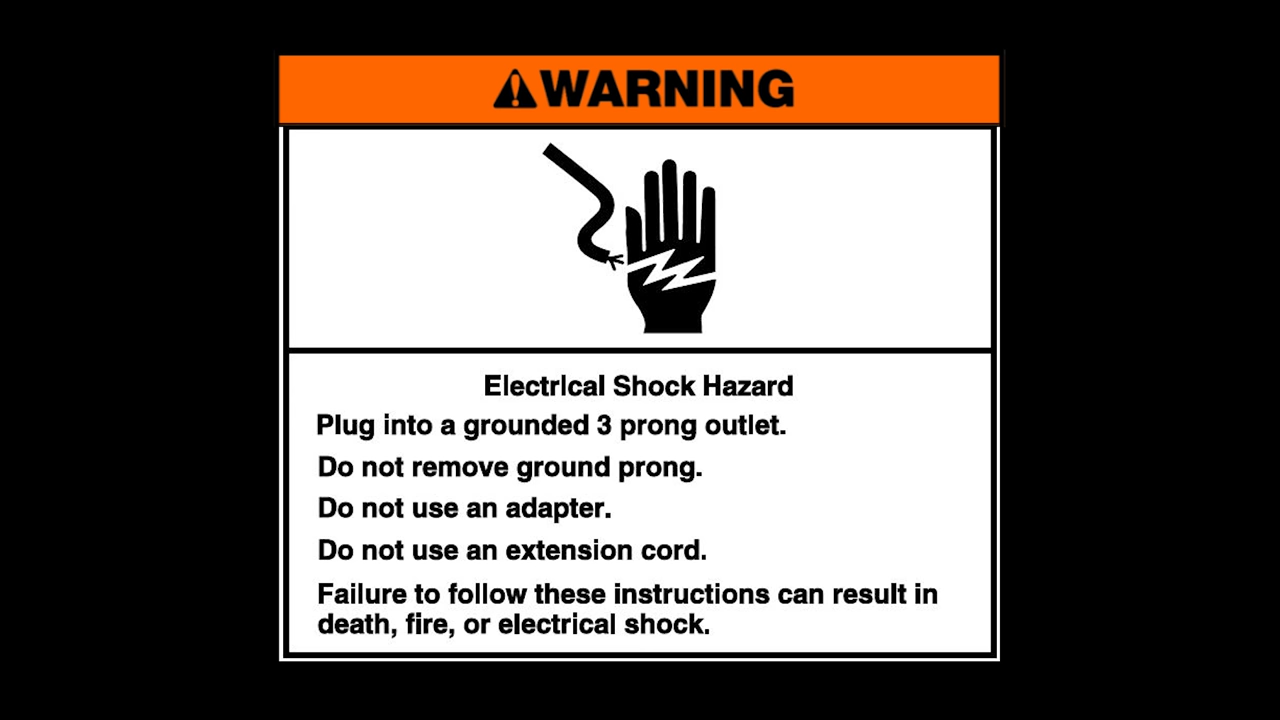 WARNING
Electrical Shock Hazard
Plug into a grounded 3 prong outlet.
Do not remove ground prong.
Do not use an adapter.
Do not use an extension cord.
Failure to follow these instructions can result in
death, fire, or electrical shock.